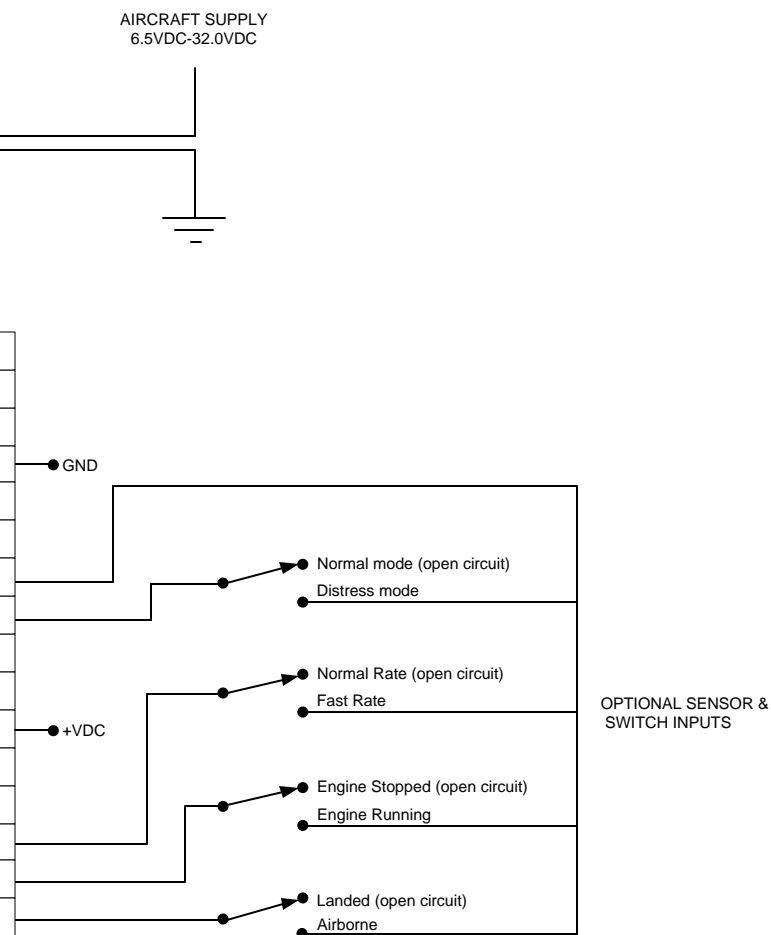 AIRCRAFT SUPPLY
6.5VDC-32.0VDC
GND
Normal mode (open circuit)
Distress mode
Normal Rate (open circuit)
Fast Rate
OPTIONAL SENSOR &
SWITCH INPUTS
+VDC
Engine Stopped (open circuit)
Engine Running
Landed (open circuit)
Airborne